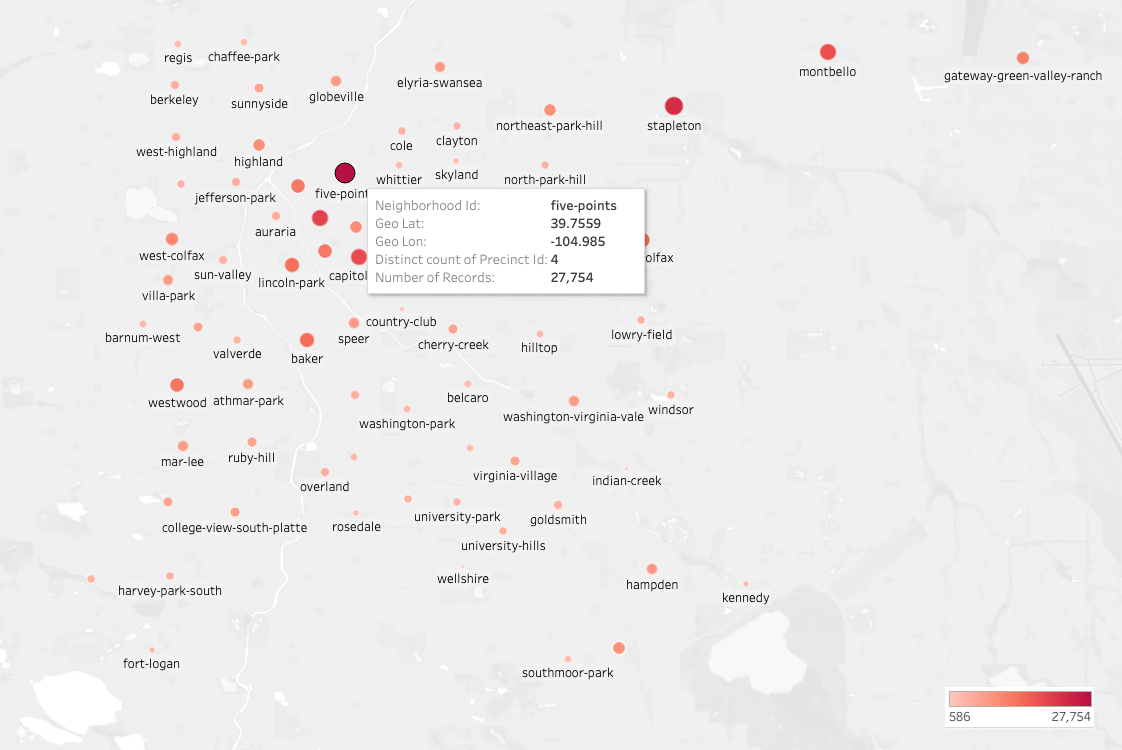 regis
chaffee-park
montbello
gateway-green-valley-ranch
berkeley
sunnyside
globeville
elyria-swansea
northeast-park-hill
stapleton
west-highland
highland
cole
clayton
jefferson-park
five-point
whittier
skyland
north-park-hill
auraria
Neighborhood Id: five-points
Geo Lat: 39.7559
Geo Lon: -104.985
Distinct count of Precinct Id: 4
Number of Records: 27,754
west-colfax
sun-valley
lincoln-park
capitol
olfax
villa-park
barnum-west
valverde
baker
speer
country-club
cherry-creek
hilltop
lowry-field
westwood
athmar-park
washington-park
belcaro
washington-virginia-vale
windsor
mar-lee
ruby-hill
overland
virginia-village
indian-creek
college-view-south-platte
rosedale
university-park
goldsmith
university-hills
harvey-park-south
wellshire
hampden
kennedy
fort-logan
southmoor-park
586
27,754